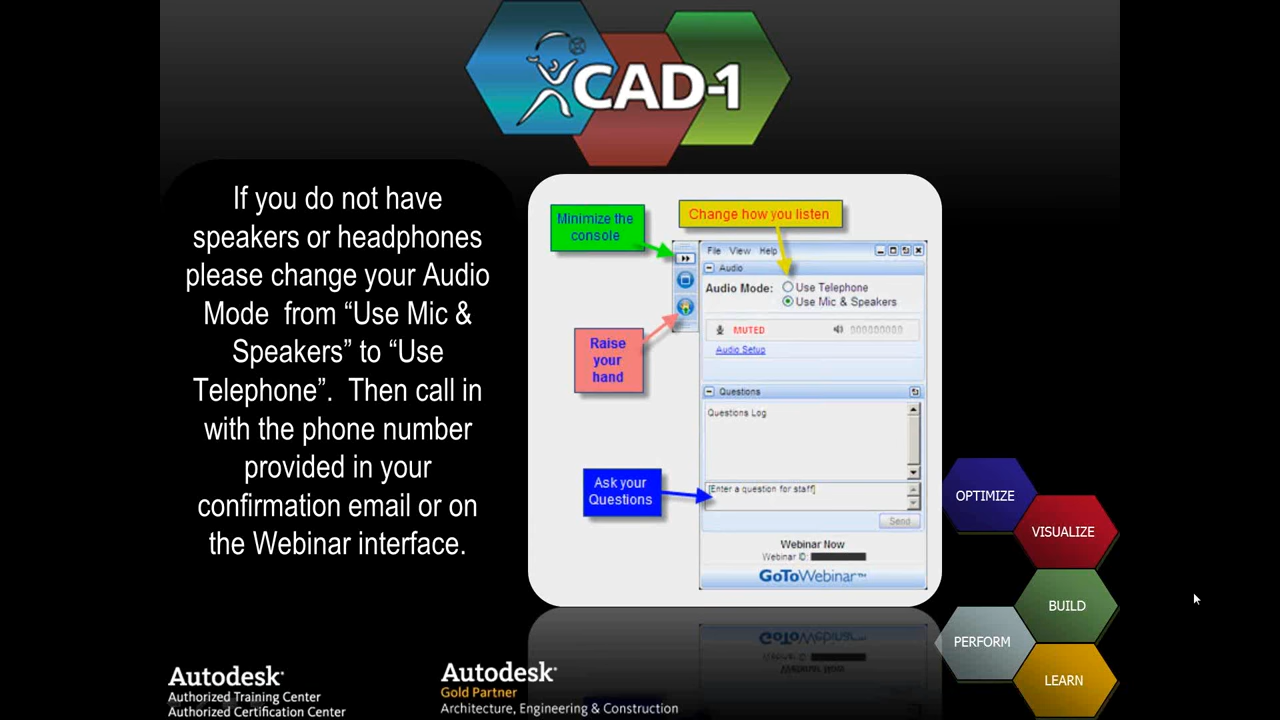 CAD-1
If you do not have
speakers or headphones
please change your Audio
Mode from “Use Mic &
Speakers” to “Use
Telephone”. Then call in
with the phone number
provided in your
confirmation email or on
the Webinar interface.
Minimize the
console
Change how you listen
File View Help
Audio
Audio Mode: Use Telephone
Use Mic & Speakers
MUTED 000000000
Audio Setup
Raise
your
hand
Questions
Questions Log
Ask your
Questions
[Enter a question for staff]
Send
Webinar Now
Webinar ID:
GoToWebinar™
OPTIMIZE
VISUALIZE
BUILD
PERFORM
LEARN
Autodesk®
Authorized Training Center
Authorized Certification Center
Autodesk®
Gold Partner
Architecture, Engineering & Construction